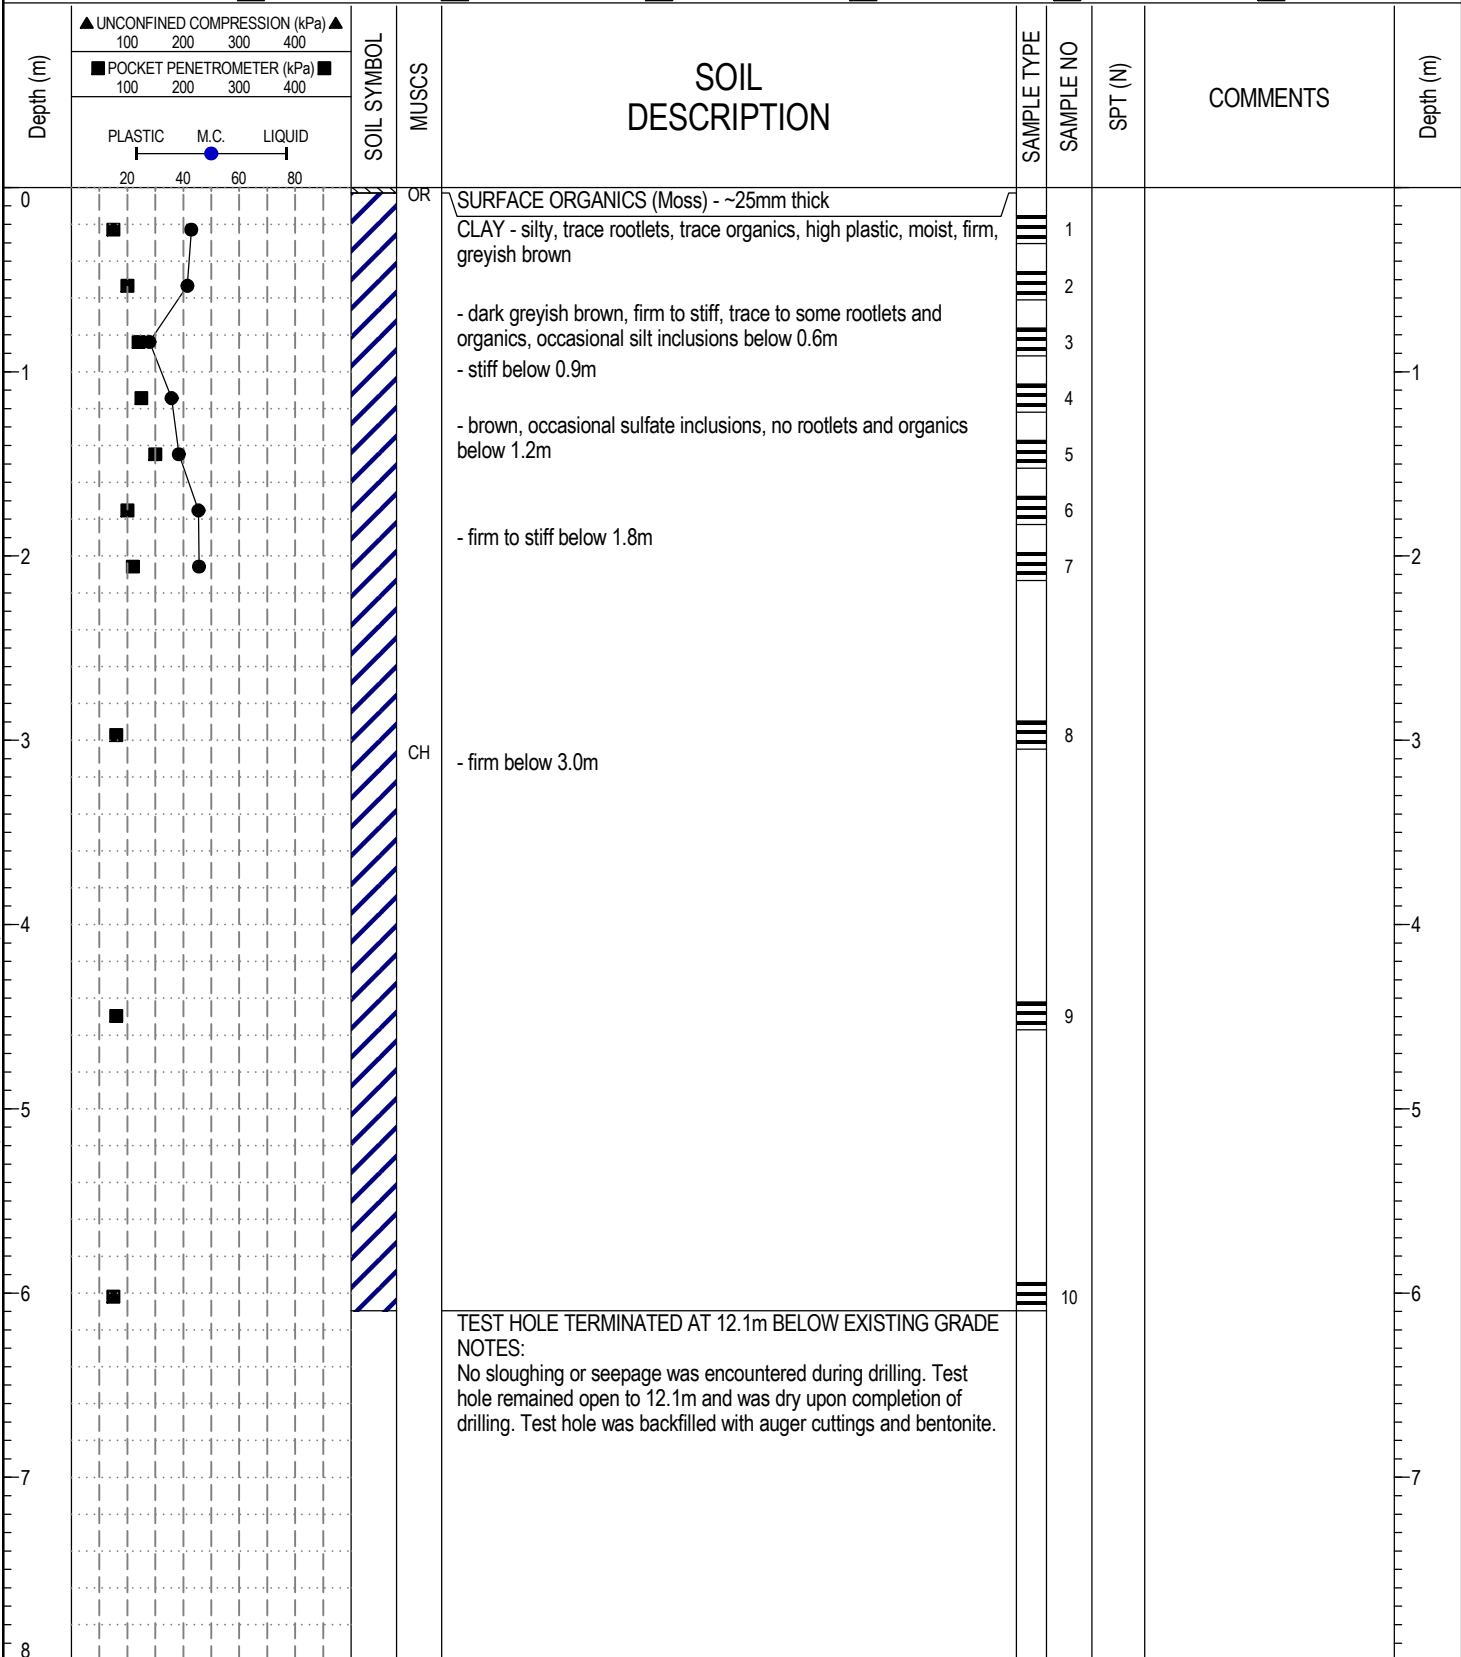 ▲ UNCONFINED COMPRESSION (kPa) ▲
100 200 300 400
■ POCKET PENETROMETER (kPa) ■
100 200 300 400
PLASTIC M.C. LIQUID
20 40 60 80
Depth (m)
SOIL SYMBOL
MUSCS
SOIL
DESCRIPTION
SAMPLE TYPE
SAMPLE NO
SPT (N)
COMMENTS
Depth (m)
0
OR
SURFACE ORGANICS (Moss) - ~25mm thick
CLAY - silty, trace rootlets, trace organics, high plastic, moist, firm,
greyish brown
1
2
- dark greyish brown, firm to stiff, trace to some rootlets and
organics, occasional silt inclusions below 0.6m
3
1
- stiff below 0.9m
1
4
- brown, occasional sulfate inclusions, no rootlets and organics
below 1.2m
5
6
- firm to stiff below 1.8m
2
7
2
3
CH
- firm below 3.0m
8
3
4
4
9
5
5
6
10
6
TEST HOLE TERMINATED AT 12.1m BELOW EXISTING GRADE
NOTES:
No sloughing or seepage was encountered during drilling. Test
hole remained open to 12.1m and was dry upon completion of
drilling. Test hole was backfilled with auger cuttings and bentonite.
7
7
8